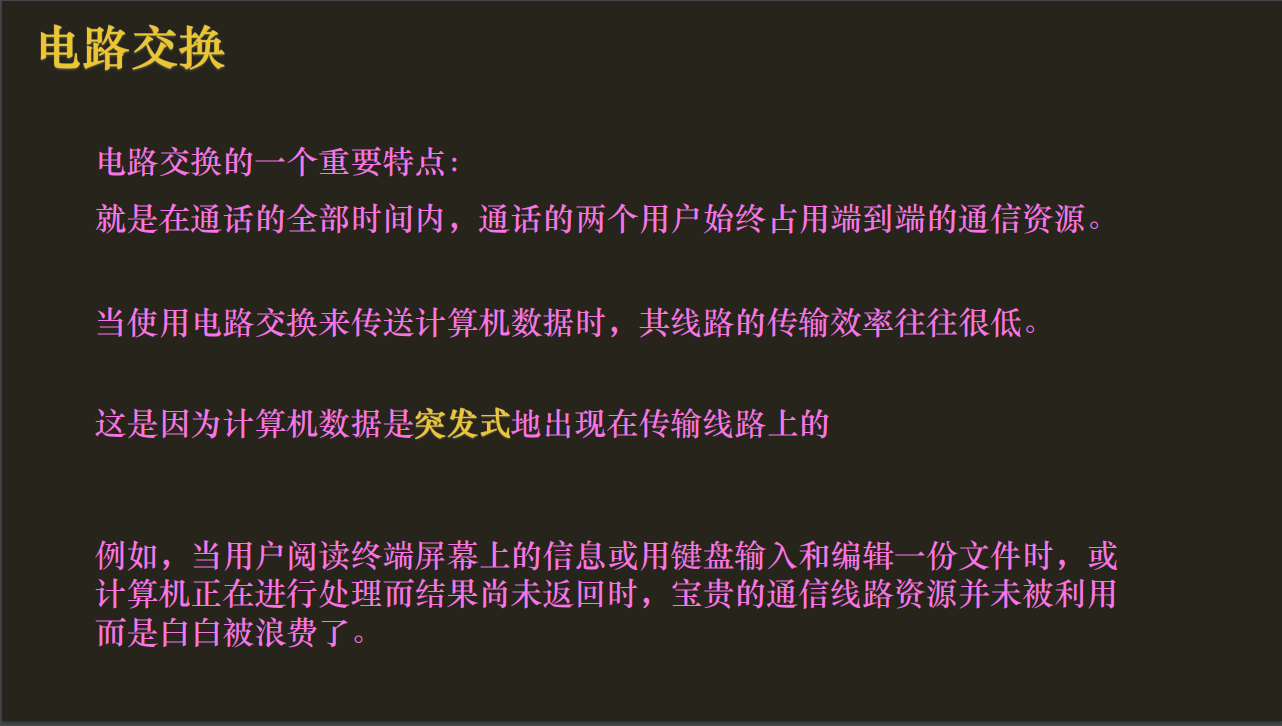 电路交换
电路交换的一个重要特点：
就是在通话的全部时间内，通话的两个用户始终占用端到端的通信资源。
当使用电路交换来传送计算机数据时，其线路的传输效率往往很低。
这是因为计算机数据是突发式地出现在传输线路上的
例如，当用户阅读终端屏幕上的信息或用键盘输入和编辑一份文件时，或
计算机正在进行处理而结果尚未返回时，宝贵的通信线路资源并未被利用
而是白白被浪费了。